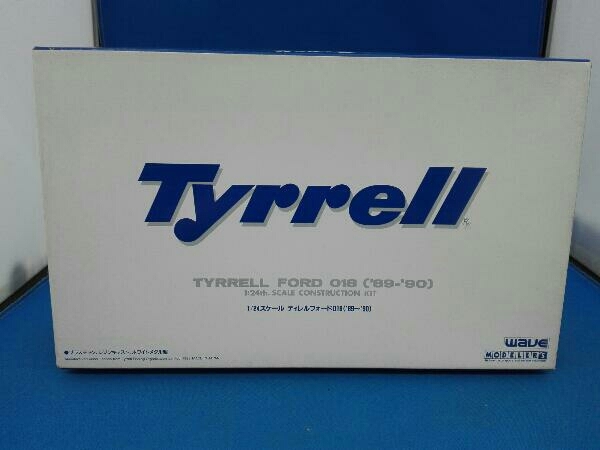 Tyrrell
TYRRELL FORD 018 ('89-'90)
1:24th. SCALE CONSTRUCTION KIT
1/24スケール ティレルフォード018('89-'90)
wave
MODELER'S